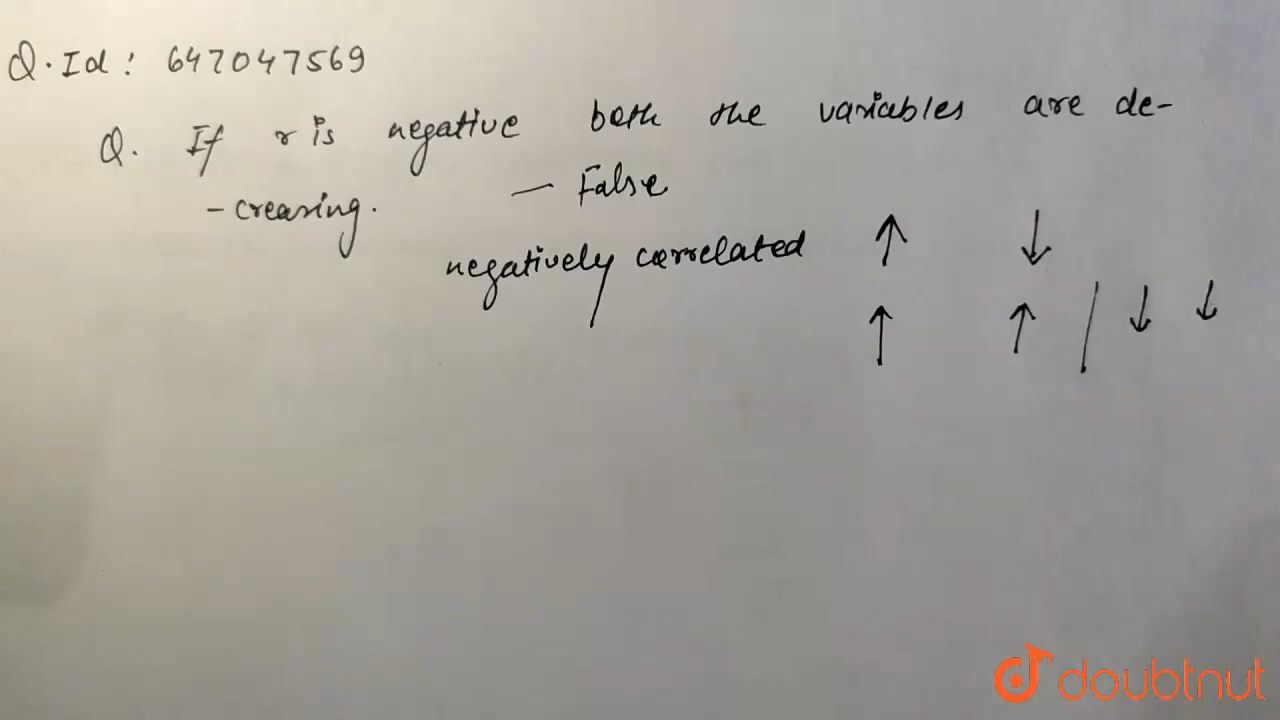 Q. Id : 647047569
Q. If r is negative both the variables are de-
- creasing. — False
negatively correlated ↑ ↓
↑ ↑ / ↓ ↓
doubtnut